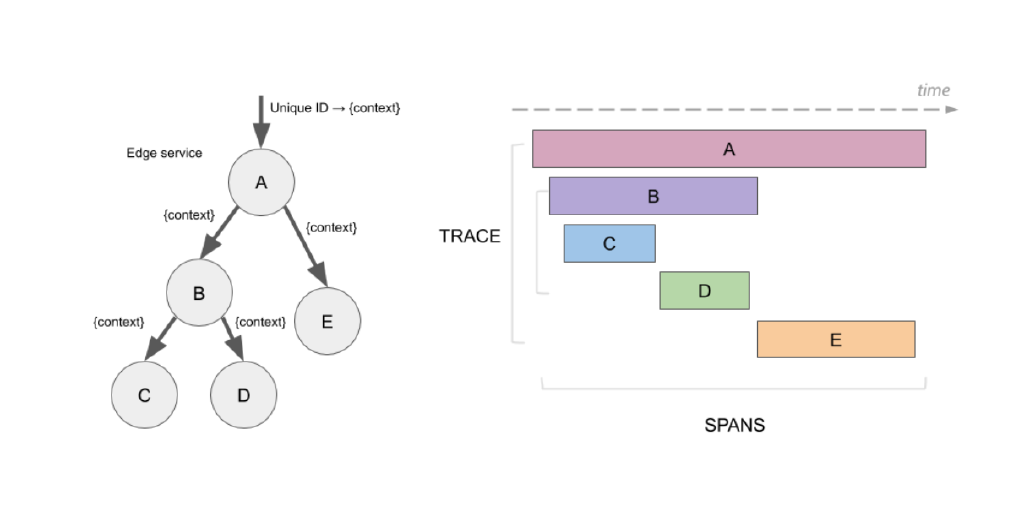 Unique ID → {context}
Edge service
A
{context}
{context}
B
E
{context}
{context}
C
D
time
A
B
TRACE
C
D
E
SPANS